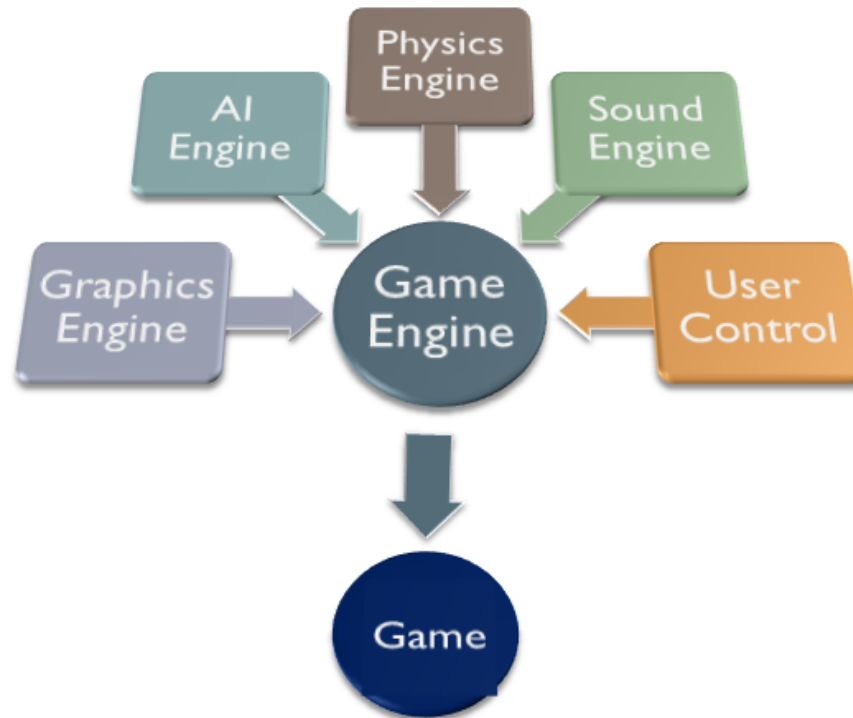 Physics
Engine
AI
Engine
Sound
Engine
Graphics
Engine
Game
Engine
User
Control
Game